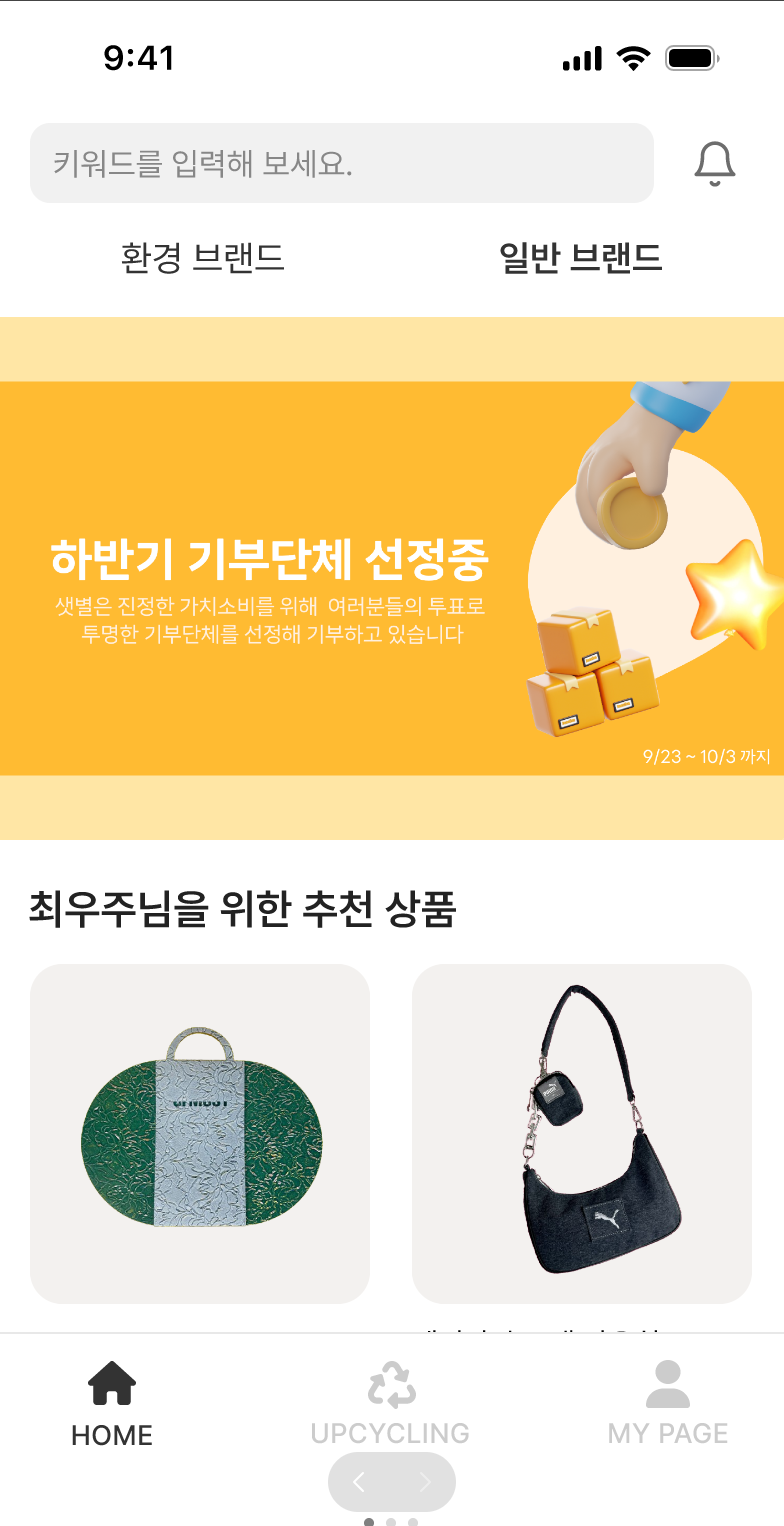 9:41
키워드를 입력해 보세요.
환경 브랜드
일반 브랜드
하반기 기부단체 선정중
샛별은 진정한 가치소비를 위해 여러분들의 투표로
투명한 기부단체를 선정해 기부하고 있습니다
9/23 ~ 10/3 까지
최우주님을 위한 추천 상품
HOME
UPCYCLING
MY PAGE